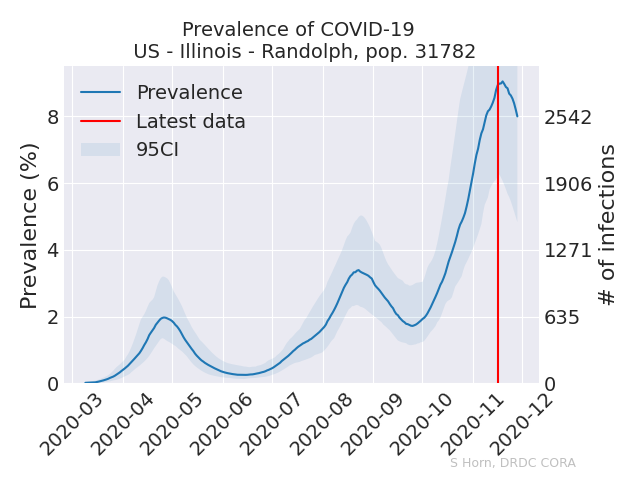 Prevalence of COVID-19
US - Illinois - Randolph, pop. 31782
Prevalence
Latest data
95CI
Prevalence (%)
8
6
4
2
0
2542
1906
1271
635
0
# of infections
2020-03
2020-04
2020-05
2020-06
2020-07
2020-08
2020-09
2020-10
2020-11
2020-12
S Horn, DRDC CORA